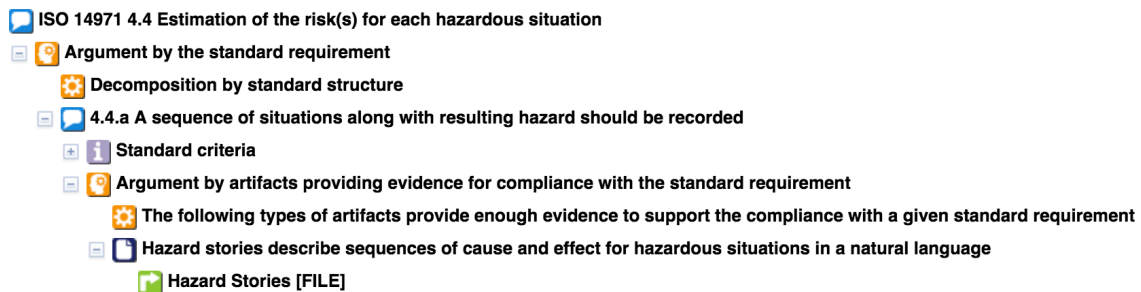 ISO 14971 4.4 Estimation of the risk(s) for each hazardous situation
Argument by the standard requirement
Decomposition by standard structure
4.4.a A sequence of situations along with resulting hazard should be recorded
Standard criteria
Argument by artifacts providing evidence for compliance with the standard requirement
The following types of artifacts provide enough evidence to support the compliance with a given standard requirement
Hazard stories describe sequences of cause and effect for hazardous situations in a natural language
Hazard Stories [FILE]